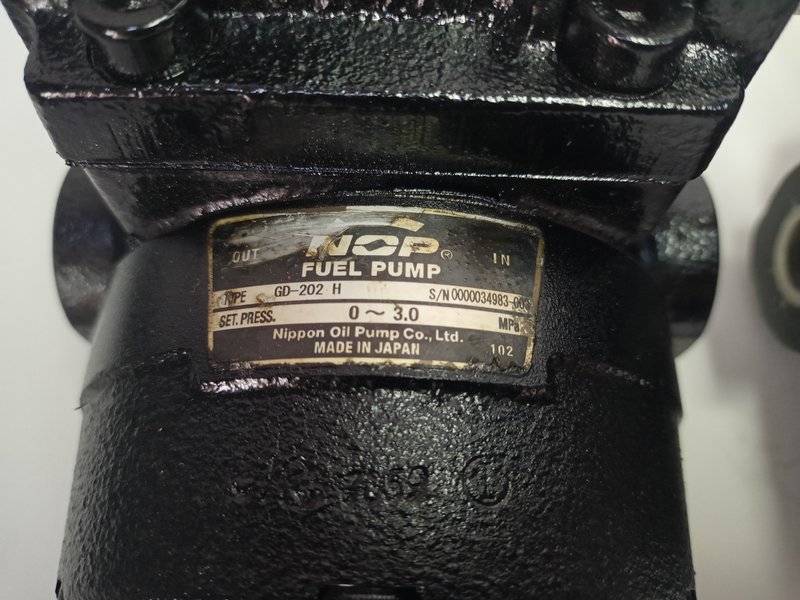 NOP®
OUT IN
FUEL PUMP
TYPE GD-202 H S/N 0000034983-003
SET. PRESS. 0～3.0 MPa
Nippon Oil Pump Co., Ltd.
MADE IN JAPAN 102